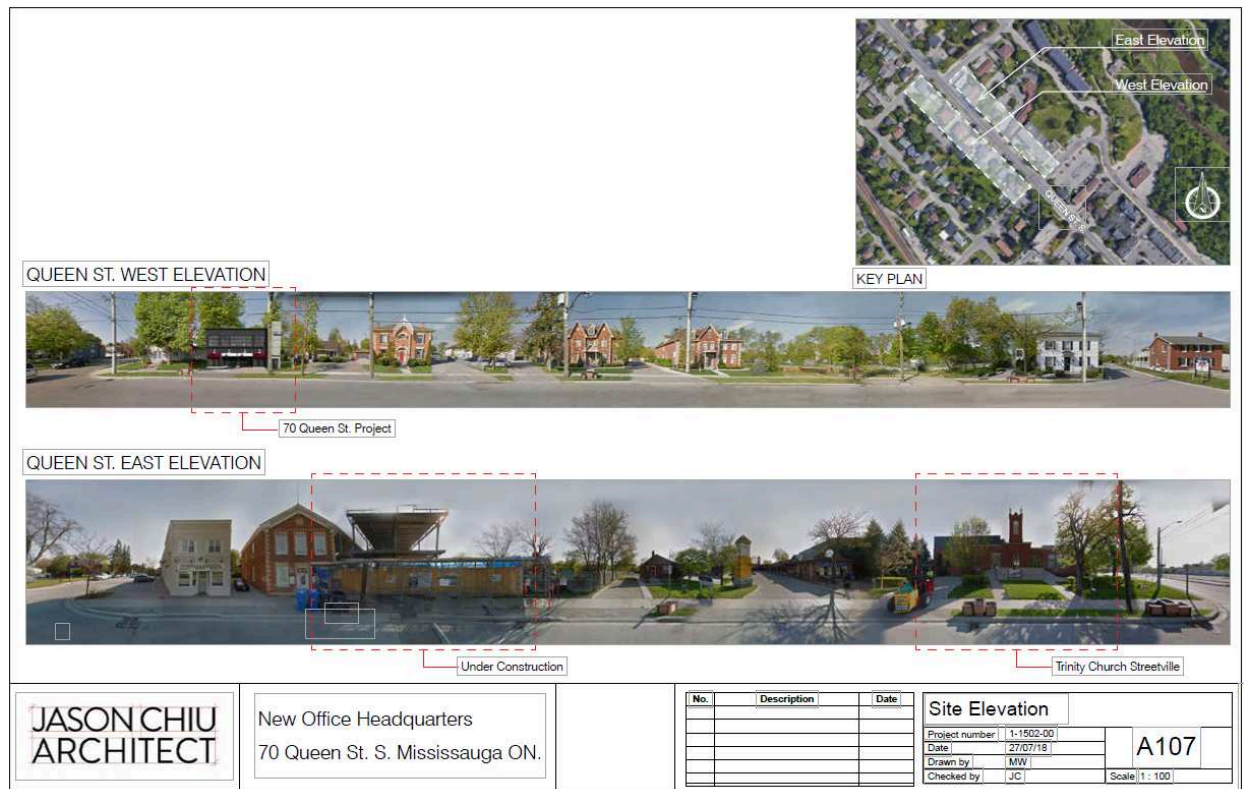 East Elevation
West Elevation
QUEEN ST. S.
KEY PLAN
QUEEN ST. WEST ELEVATION
70 Queen St. Project
QUEEN ST. EAST ELEVATION
Under Construction
Trinity Church Streetville
JASON CHIU
ARCHITECT
New Office Headquarters
70 Queen St. S. Mississauga ON.
No. Description Date
Site Elevation
Project number 1-1502-00
Date 27/07/18
Drawn by MW
Checked by JC
A107
Scale 1 : 100